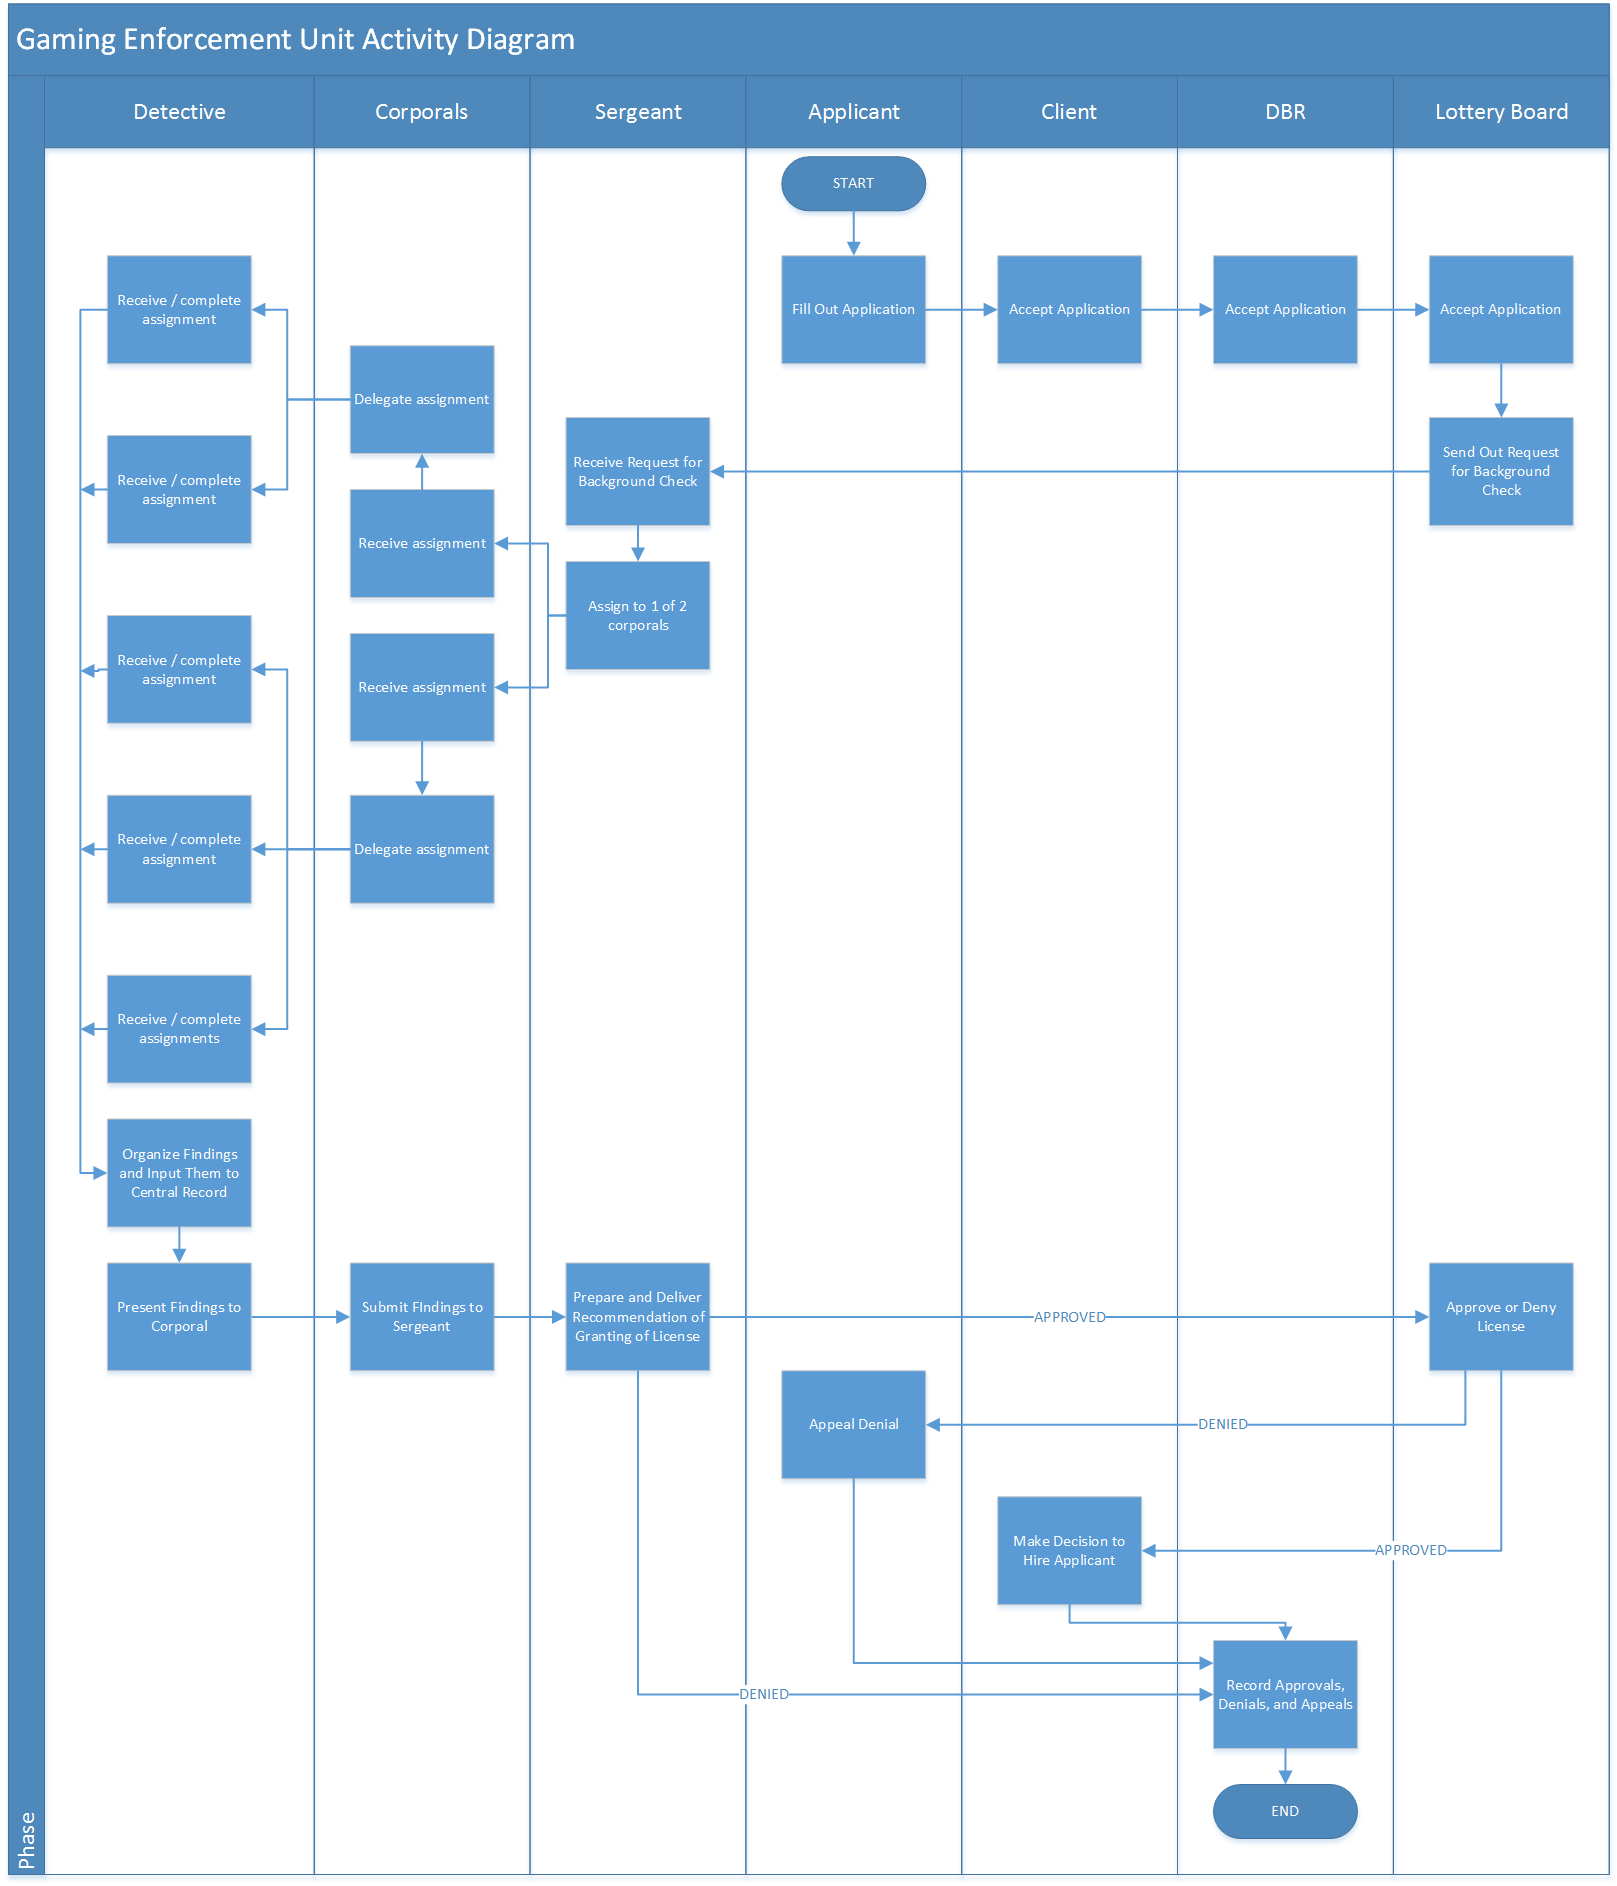 Gaming Enforcement Unit Activity Diagram
Phase
Detective
Corporals
Sergeant
Applicant
Client
DBR
Lottery Board
START
Fill Out Application
Accept Application
Accept Application
Accept Application
Send Out Request
for Background
Check
Receive Request for
Background Check
Assign to 1 of 2
corporals
Receive assignment
Delegate assignment
Receive assignment
Delegate assignment
Receive / complete
assignment
Receive / complete
assignment
Receive / complete
assignment
Receive / complete
assignment
Receive / complete
assignments
Organize Findings
and Input Them to
Central Record
Present Findings to
Corporal
Submit FIndings to
Sergeant
Prepare and Deliver
Recommendation of
Granting of License
APPROVED
Approve or Deny
License
DENIED
Appeal Denial
APPROVED
Make Decision to
Hire Applicant
DENIED
Record Approvals,
Denials, and Appeals
END